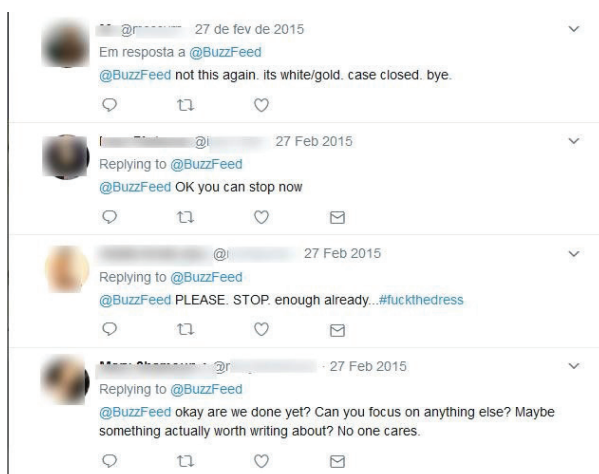 27 de fev de 2015
Em resposta a @BuzzFeed
@BuzzFeed not this again. its white/gold. case closed. bye.
27 Feb 2015
Replying to @BuzzFeed
@BuzzFeed OK you can stop now
27 Feb 2015
Replying to @BuzzFeed
@BuzzFeed PLEASE. STOP. enough already...#fuckthedress
· 27 Feb 2015
Replying to @BuzzFeed
@BuzzFeed okay are we done yet? Can you focus on anything else? Maybe
something actually worth writing about? No one cares.